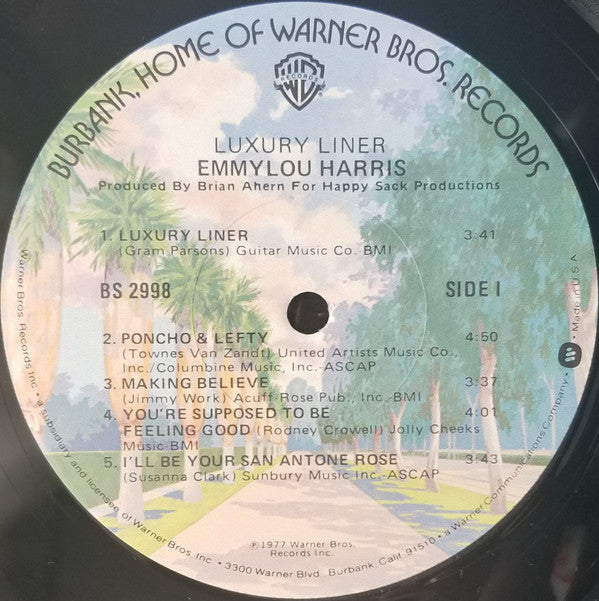 BURBANK, HOME OF WARNER BROS. RECORDS
WB
RECORDS
LUXURY LINER
EMMYLOU HARRIS
Produced By Brian Ahern For Happy Sack Productions
1. LUXURY LINER 3:41
(Gram Parsons) Guitar Music Co.-BMI
BS 2998 SIDE 1
2. PONCHO & LEFTY 4:50
(Townes Van Zandt) United Artists Music Co.,
Inc./Columbine Music, Inc.-ASCAP
3. MAKING BELIEVE 3:37
(Jimmy Work) Acuff-Rose Pub., Inc.-BMI
4. YOU'RE SUPPOSED TO BE 4:01
FEELING GOOD (Rodney Crowell) Jolly Cheeks
Music-BMI
5. I'LL BE YOUR SAN ANTONE ROSE 3:43
(Susanna Clark) Sunbury Music Inc.-ASCAP
℗ 1977 Warner Bros.
Records Inc.
Warner Bros. Records Inc. • a Subsidiary and licensee of Warner Bros. Inc. • 3300 Warner Blvd., Burbank, Calif. 91510 • a Warner Communications Company • Made in U.S.A.